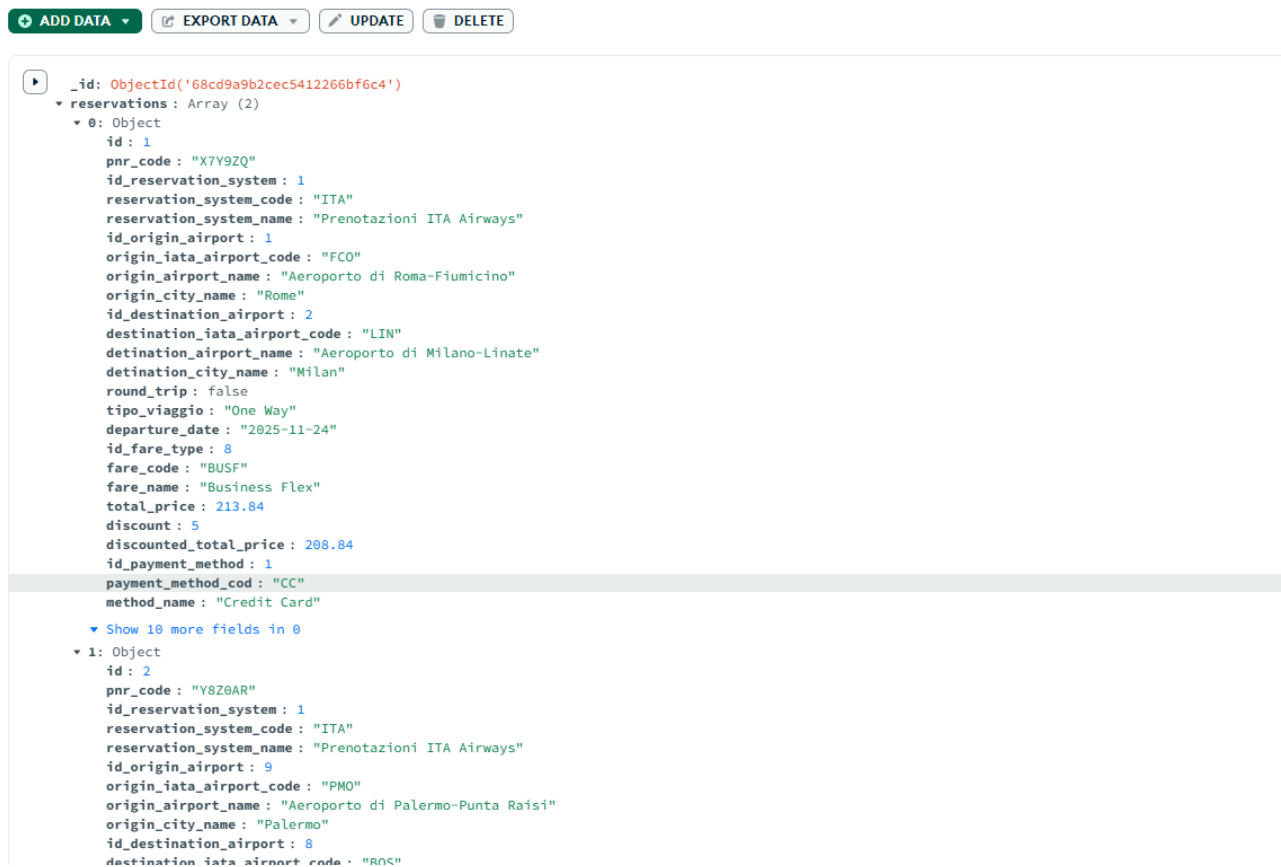 ADD DATA EXPORT DATA UPDATE DELETE
_id: ObjectId('68cd9a9b2cec5412266bf6c4')
reservations : Array (2)
0: Object
id : 1
pnr_code : "X7Y9ZQ"
id_reservation_system : 1
reservation_system_code : "ITA"
reservation_system_name : "Prenotazioni ITA Airways"
id_origin_airport : 1
origin_iata_airport_code : "FCO"
origin_airport_name : "Aeroporto di Roma-Fiumicino"
origin_city_name : "Rome"
id_destination_airport : 2
destination_iata_airport_code : "LIN"
detination_airport_name : "Aeroporto di Milano-Linate"
detination_city_name : "Milan"
round_trip : false
tipo_viaggio : "One Way"
departure_date : "2025-11-24"
id_fare_type : 8
fare_code : "BUSF"
fare_name : "Business Flex"
total_price : 213.84
discount : 5
discounted_total_price : 208.84
id_payment_method : 1
payment_method_cod : "CC"
method_name : "Credit Card"
Show 10 more fields in 0
1: Object
id : 2
pnr_code : "Y8Z0AR"
id_reservation_system : 1
reservation_system_code : "ITA"
reservation_system_name : "Prenotazioni ITA Airways"
id_origin_airport : 9
origin_iata_airport_code : "PMO"
origin_airport_name : "Aeroporto di Palermo-Punta Raisi"
origin_city_name : "Palermo"
id_destination_airport : 8
destination_iata_airport_code : "BOS"